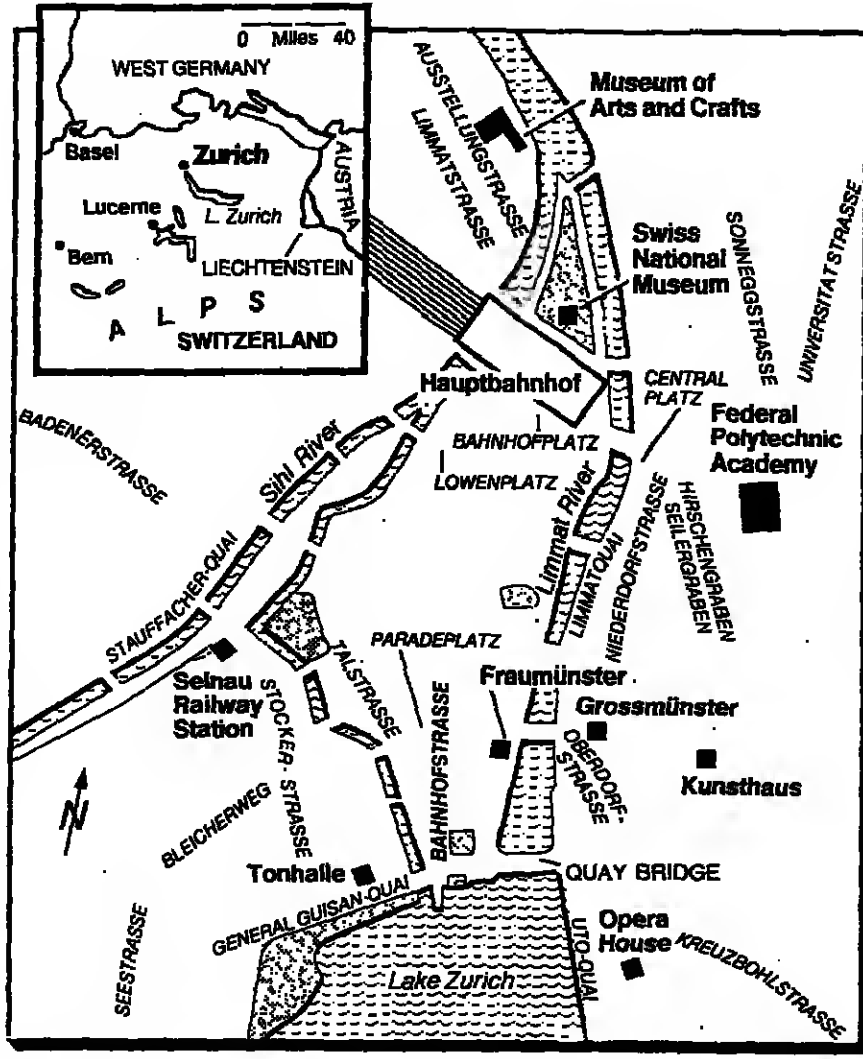 0 Miles 40
WEST GERMANY
Basel
Zurich
AUSTRIA
Lucerne
L. Zurich
Bern
LIECHTENSTEIN
ALPS
SWITZERLAND
AUSSTELLUNGSTRASSE
LIMMATSTRASSE
Museum of
Arts and Crafts
Swiss
National
Museum
SONNEGGSTRASSE
UNIVERSITATSTRASSE
Hauptbahnhof
CENTRAL
PLATZ
BAHNHOFPLATZ
LOWENPLATZ
Federal
Polytechnic
Academy
BADENERSTRASSE
Sihl River
Limmat River
STAUFFACHER-QUAI
LIMMATQUAI
NIEDERDORFSTRASSE
HIRSCHENGRABEN
SEILERGRABEN
PARADEPLATZ
Selnau
Railway
Station
TALSTRASSE
STOCKER-STRASSE
BAHNHOFSTRASSE
Fraumünster
Grossmünster
OBERDORF-
STRASSE
Kunsthaus
N
BLEICHERWEG
Tonhalle
QUAY BRIDGE
GENERAL GUISAN-QUAI
SEESTRASSE
Lake Zurich
UTO-QUAI
Opera
House
KREUZBOHLSTRASSE